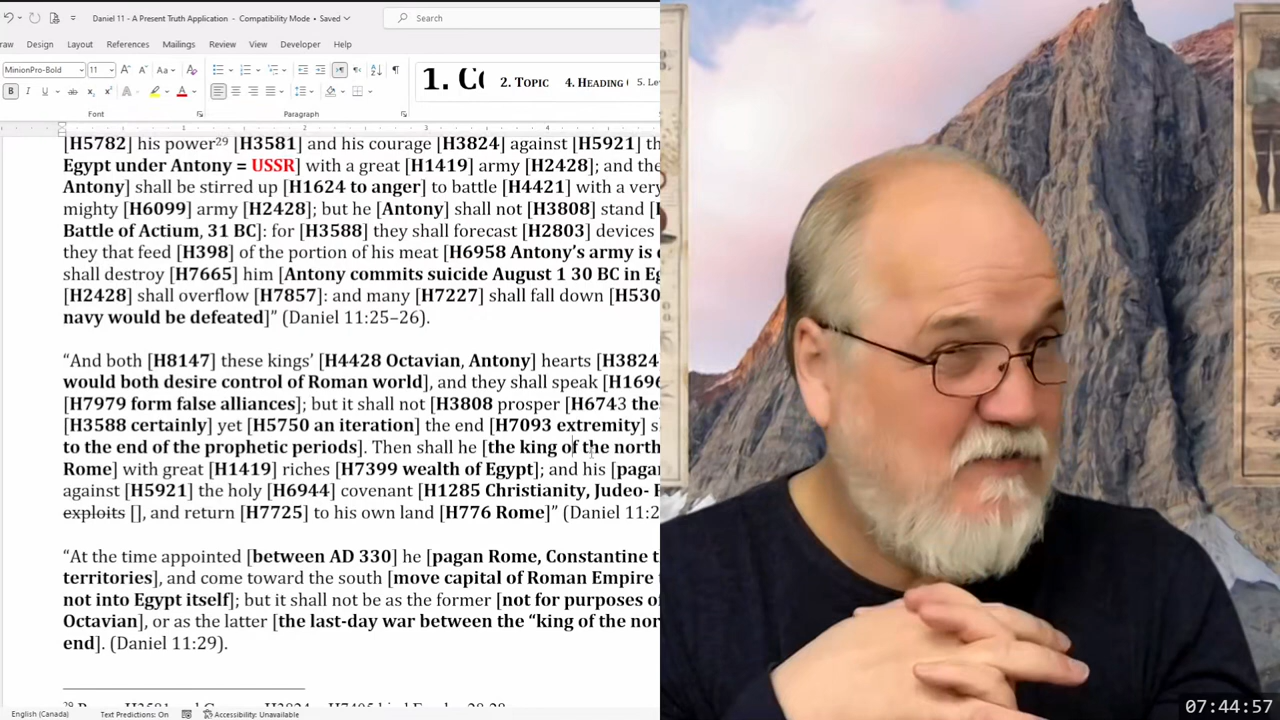 Daniel 11 - A Present Truth Application - Compatibility Mode • Saved
Search
raw Design Layout References Mailings Review View Developer Help
MinionPro-Bold 11
1. 2. TOPIC 4. HEADING
Font Paragraph
[H5782] his power²⁹ [H3581] and his courage [H3824] against [H5921]
Egypt under Antony = USSR] with a great [H1419] army [H2428]; and the
Antony] shall be stirred up [H1624 to anger] to battle [H4421] with a very
mighty [H6099] army [H2428]; but he [Antony] shall not [H3808] stand
Battle of Actium, 31 BC]: for [H3588] they shall forecast [H2803] devices
they that feed [H398] of the portion of his meat [H6958 Antony’s army is
shall destroy [H7665] him [Antony commits suicide August 1 30 BC in
[H2428] shall overflow [H7857]: and many [H7227] shall fall down
navy would be defeated]” (Daniel 11:25–26).
“And both [H8147] these kings’ [H4428 Octavian, Antony] hearts [H3824
would both desire control of Roman world], and they shall speak
[H7979 form false alliances]; but it shall not [H3808 prosper [H6743
[H3588 certainly] yet [H5750 an iteration] the end [H7093 extremity]
to the end of the prophetic periods]. Then shall he [the king of the north
Rome] with great [H1419] riches [H7399 wealth of Egypt]; and his
against [H5921] the holy [H6944] covenant [H1285 Christianity, Judeo-
exploits [], and return [H7725] to his own land [H776 Rome]” (Daniel
“At the time appointed [between AD 330] he [pagan Rome, Constantine
territories], and come toward the south [move capital of Roman Empire
not into Egypt itself]; but it shall not be as the former [not for purposes
Octavian], or as the latter [the last-day war between the “king of the
end]. (Daniel 11:29).
English (Canada) Text Predictions: On Accessibility: Unavailable
07:44:57